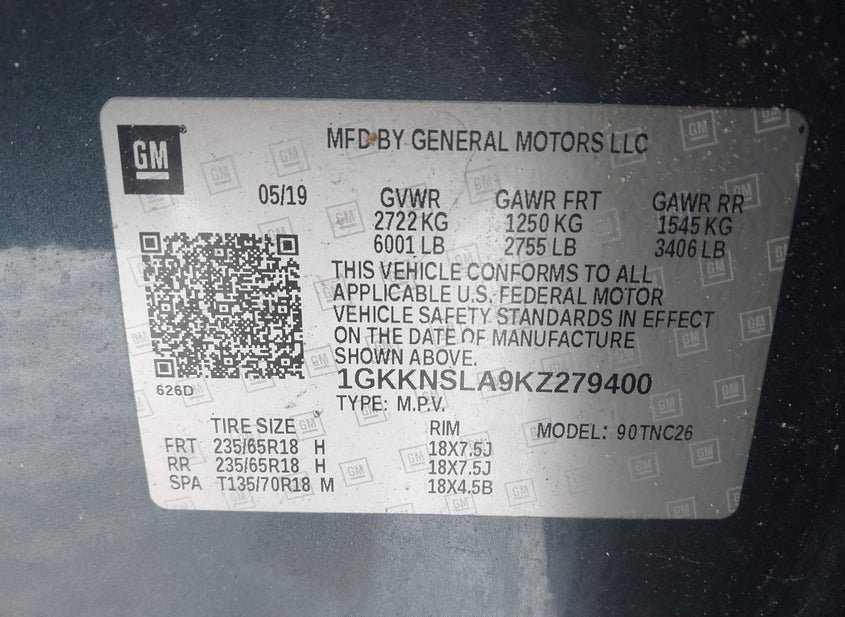 GM
MFD BY GENERAL MOTORS LLC
05/19 GVWR GAWR FRT GAWR RR
2722 KG 1250 KG 1545 KG
6001 LB 2755 LB 3406 LB
THIS VEHICLE CONFORMS TO ALL
APPLICABLE U.S. FEDERAL MOTOR
VEHICLE SAFETY STANDARDS IN EFFECT
ON THE DATE OF MANUFACTURE
SHOWN ABOVE.
626D
1GKKNSLA9KZ279400
TYPE: M.P.V.
TIRE SIZE RIM MODEL: 90TNC26
FRT 235/65R18 H 18X7.5J
RR 235/65R18 H 18X7.5J
SPA T135/70R18 M 18X4.5B